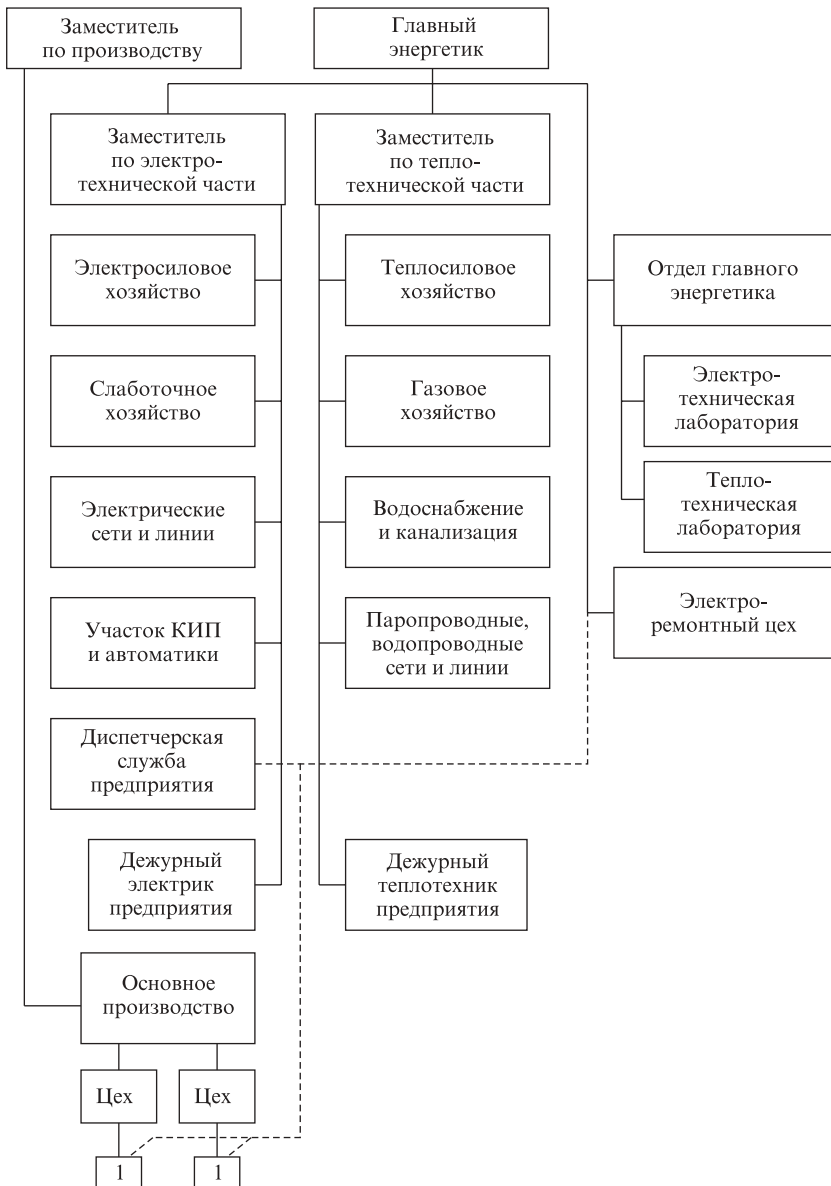 Заместитель
по производству
Главный
энергетик
Заместитель
по электро-
технической части
Заместитель
по тепло-
технической части
Электросиловое
хозяйство
Теплосиловое
хозяйство
Отдел главного
энергетика
Слаботочное
хозяйство
Газовое
хозяйство
Электро-
техническая
лаборатория
Электрические
сети и линии
Водоснабжение
и канализация
Тепло-
техническая
лаборатория
Участок КИП
и автоматики
Паропроводные,
водопроводные
сети и линии
Электро-
ремонтный цех
Диспетчерская
служба
предприятия
Дежурный
электрик
предприятия
Дежурный
теплотехник
предприятия
Основное
производство
Цех
Цех
1
1